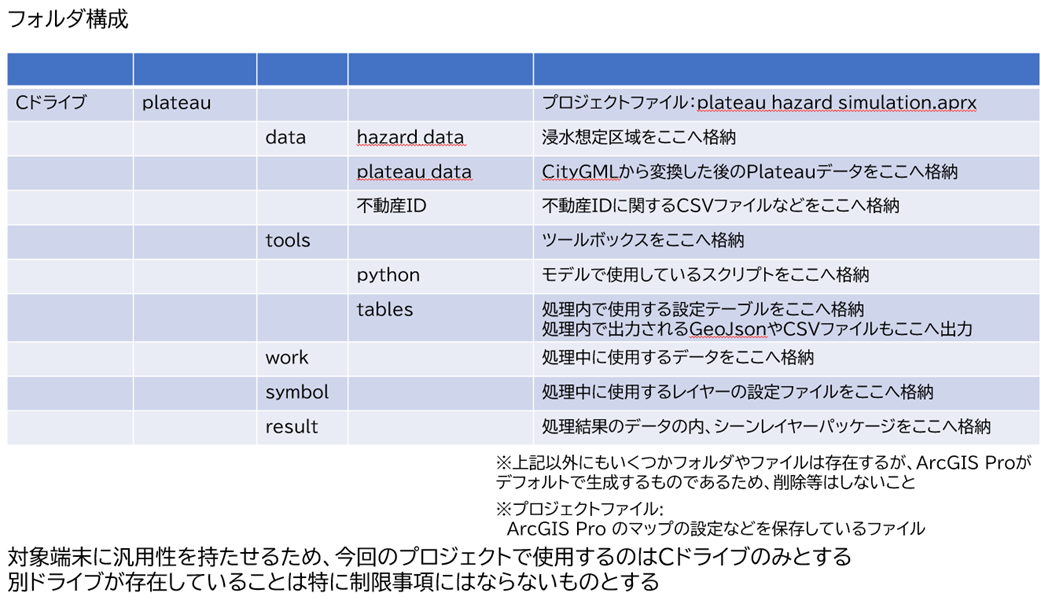 フォルダ構成
Cドライブ plateau プロジェクトファイル:plateau hazard simulation.aprx
data hazard data 浸水想定区域をここへ格納
plateau data CityGMLから変換した後のPlateauデータをここへ格納
不動産ID 不動産IDに関するCSVファイルなどをここへ格納
tools ツールボックスをここへ格納
python モデルで使用しているスクリプトをここへ格納
tables 処理内で使用する設定テーブルをここへ格納
処理内で出力されるGeoJsonやCSVファイルもここへ出力
work 処理中に使用するデータをここへ格納
symbol 処理中に使用するレイヤーの設定ファイルをここへ格納
result 処理結果のデータの内、シーンレイヤーパッケージをここへ格納
※上記以外にもいくつかフォルダやファイルは存在するが、ArcGIS Proが
デフォルトで生成するものであるため、削除等はしないこと
※プロジェクトファイル:
ArcGIS Pro のマップの設定などを保存しているファイル
対象端末に汎用性を持たせるため、今回のプロジェクトで使用するのはCドライブのみとする
別ドライブが存在していることは特に制限事項にはならないものとする